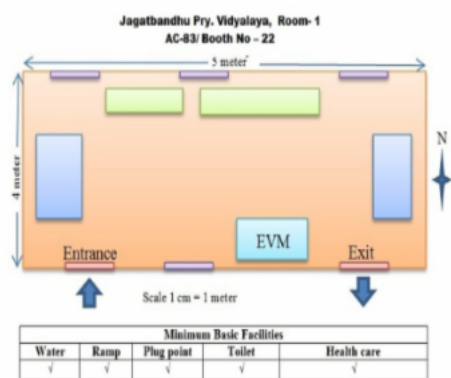 Jagatbandhu Pry. Vidyalaya, Room- 1
AC-83/ Booth No – 22
5 meter
4 meter
N
EVM
Entrance
Exit
Scale 1 cm = 1 meter
Minimum Basic Facilities
Water Ramp Plug point Toilet Health care
√ √ √ √ √